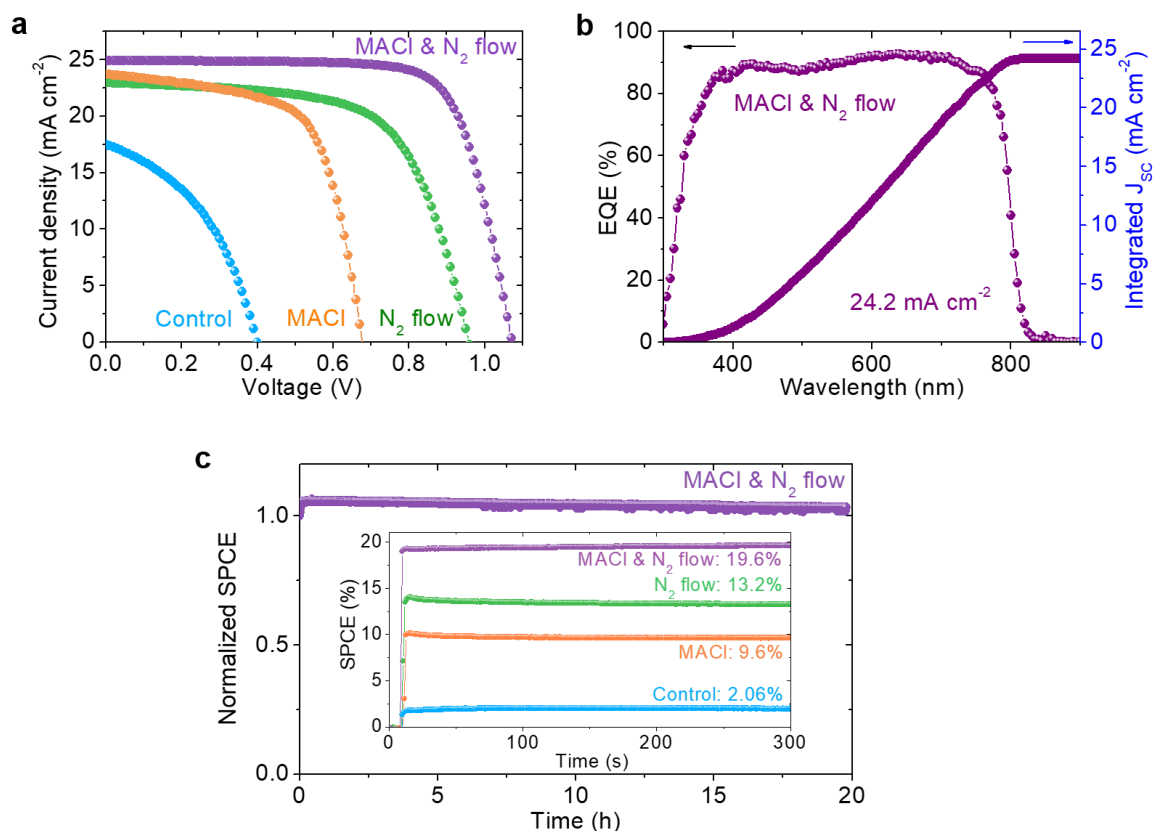 a
MACl & N2 flow
Control
MACl
N2 flow
Current density (mA cm-2)
0
5
10
15
20
25
30
0.0
0.2
0.4
0.6
0.8
1.0
Voltage (V)
b
MACl & N2 flow
24.2 mA cm-2
EQE (%)
0
20
40
60
80
100
400
600
800
Wavelength (nm)
Integrated JSC (mA cm-2)
0
5
10
15
20
25
c
MACl & N2 flow
Normalized SPCE
0.0
0.5
1.0
0
5
10
15
20
Time (h)
MACl & N2 flow: 19.6%
N2 flow: 13.2%
MACl: 9.6%
Control: 2.06%
SPCE (%)
0
5
10
15
20
0
100
200
300
Time (s)